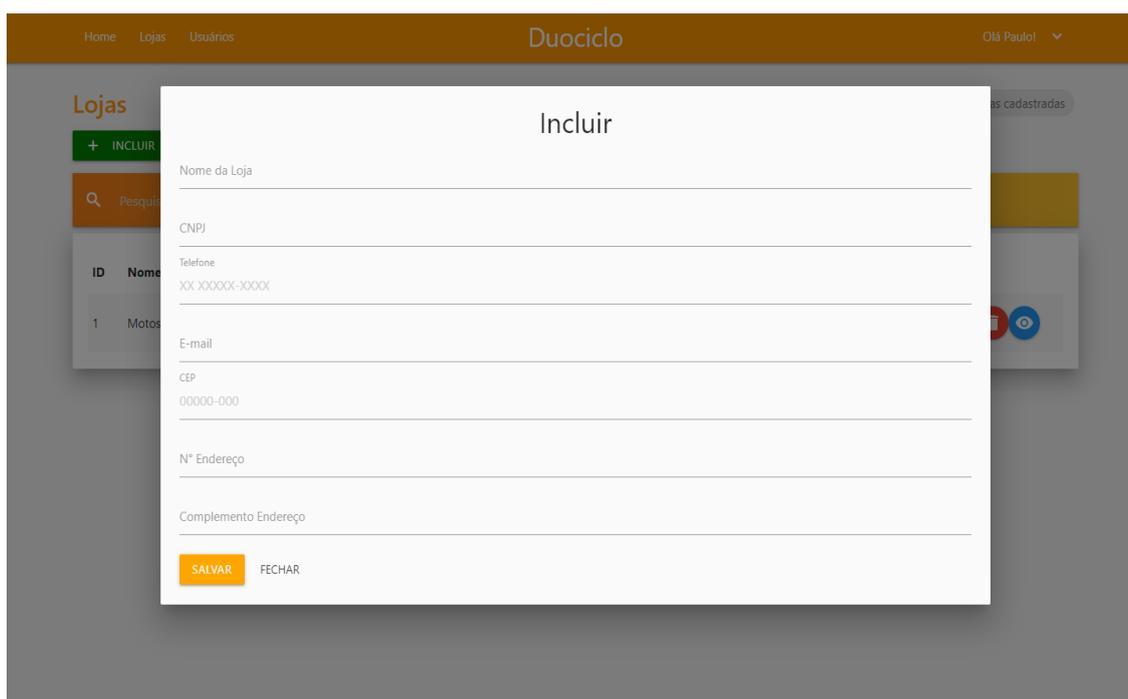 Home Lojas Usuários Duociclo Olá Paulo!
Lojas
as cadastradas
+ INCLUIR
Incluir
Nome da Loja
Pesquis
CNPJ
Telefone
XX XXXXX-XXXX
ID Nome
1 Motos
E-mail
CEP
00000-000
N° Endereço
Complemento Endereço
SALVAR FECHAR